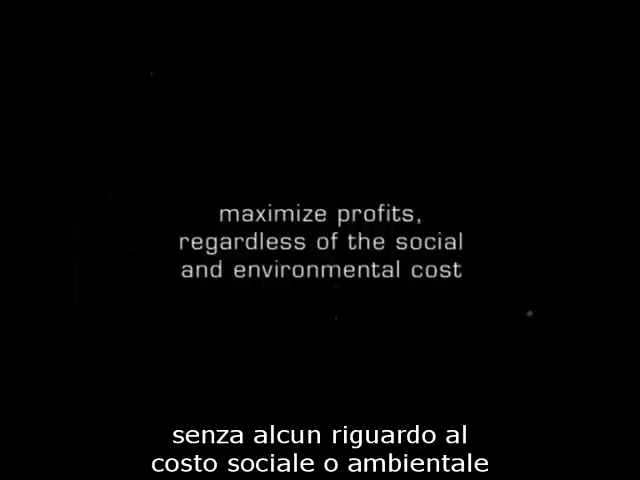 maximize profits,
regardless of the social
and environmental cost
senza alcun riguardo al
costo sociale o ambientale